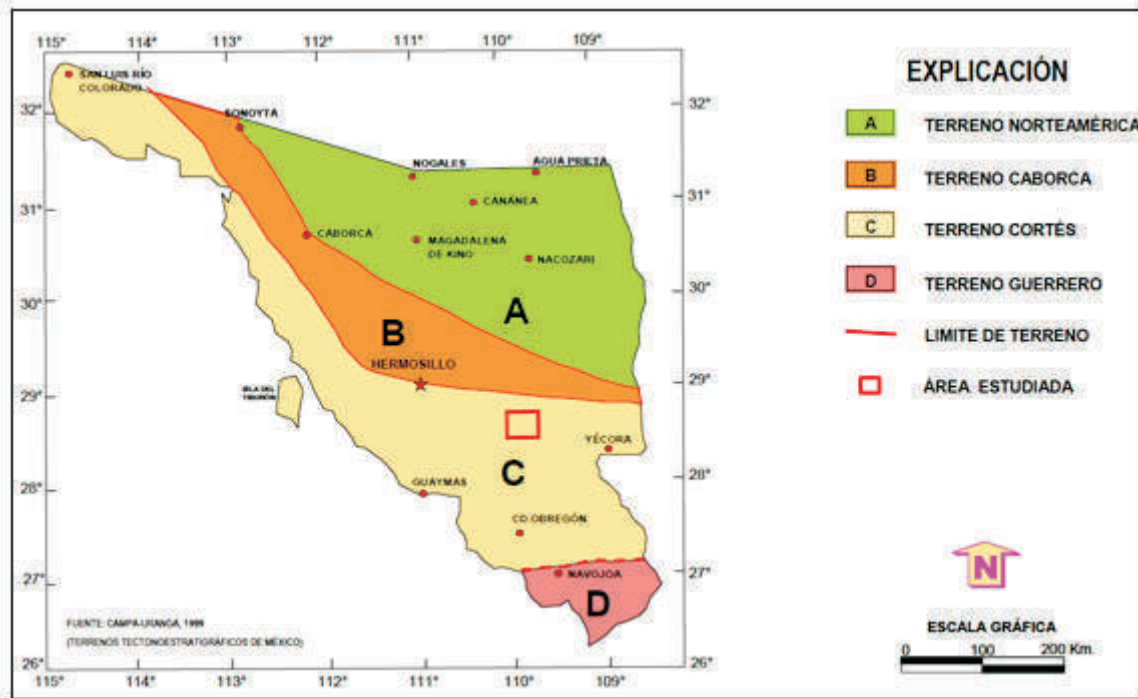 115° 114° 113° 112° 111° 110° 109°
SAN LUIS RÍO
COLORADO
32°
32°
SONOYTA
NOGALES
AGUA PRIETA
31°
31°
CANÁNEA
CABORCA
MAGADALENA
DE KINO
NACOZARI
30°
30°
A
B
HERMOSILLO
29°
29°
ISLA DEL
TIBURÓN
YÉCORA
C
28°
28°
GUAYMAS
CD.OBREGÓN
27°
27°
NAVOJOA
D
FUENTE: CAMPA-URANGA, 1999
(TERRENOS TECTONOESTRATIGRÁFICOS DE MÉXICO)
26°
26°
114° 113° 112° 111° 110° 109°
EXPLICACIÓN
A TERRENO NORTEAMÉRICA
B TERRENO CABORCA
C TERRENO CORTÉS
D TERRENO GUERRERO
LIMITE DE TERRENO
ÁREA ESTUDIADA
N
ESCALA GRÁFICA
0 100 200 Km.